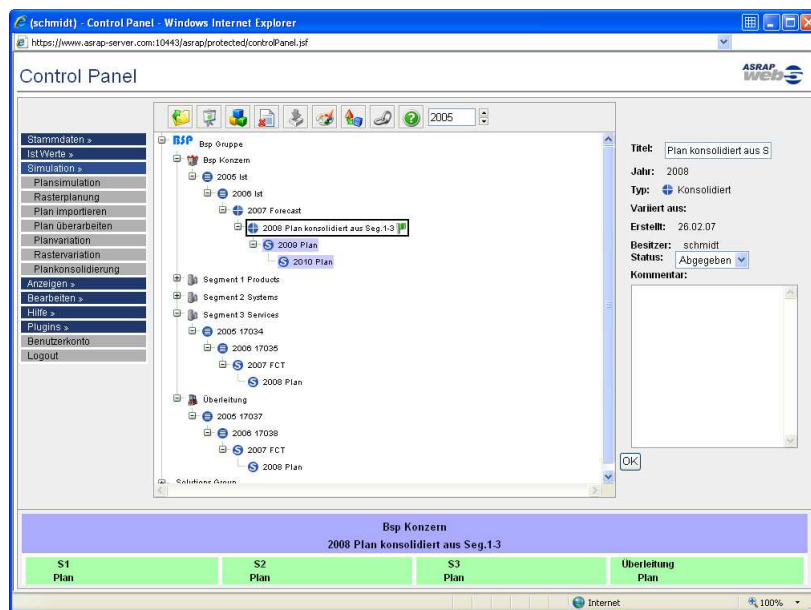 (schmidt) - Control Panel - Windows Internet Explorer
https://www.asrap-server.com:10443/asrap/protected/controlPanel.jsf
Control Panel
ASRAP
web
2005
Stammdaten »
Ist Werte »
Simulation »
Plansimulation
Rasterplanung
Plan importieren
Plan überarbeiten
Planvariation
Rastervariation
Plankonsolidierung
Anzeigen »
Bearbeiten »
Hilfe »
Plugins »
Benutzerkonto
Logout
BSP Bsp Gruppe
Bsp Konzern
2005 Ist
2006 Ist
2007 Forecast
2008 Plan konsolidiert aus Seg.1-3
2009 Plan
2010 Plan
Segment 1 Products
Segment 2 Systems
Segment 3 Services
2005 17034
2006 17035
2007 FCT
2008 Plan
Überleitung
2005 17037
2006 17038
2007 FCT
2008 Plan
Solutions Group
Titel: Plan konsolidiert aus S
Jahr: 2008
Typ: Konsolidiert
Variiert aus:
Erstellt: 26.02.07
Besitzer: schmidt
Status: Abgegeben
Kommentar:
OK
Bsp Konzern
2008 Plan konsolidiert aus Seg.1-3
S1 S2 S3 Überleitung
Plan Plan Plan Plan
Internet 100%